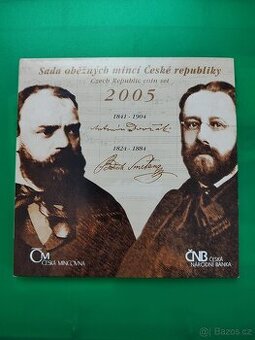 Sada oběžných mincí České republiky
Czech Republic coin set
2005
1841 - 1904
Antonín Dvořák
1824 - 1884
Bedřich Smetana
ČM
ČESKÁ MINCOVNA
ČNB ČESKÁ
NÁRODNÍ BANKA
Bazos.cz